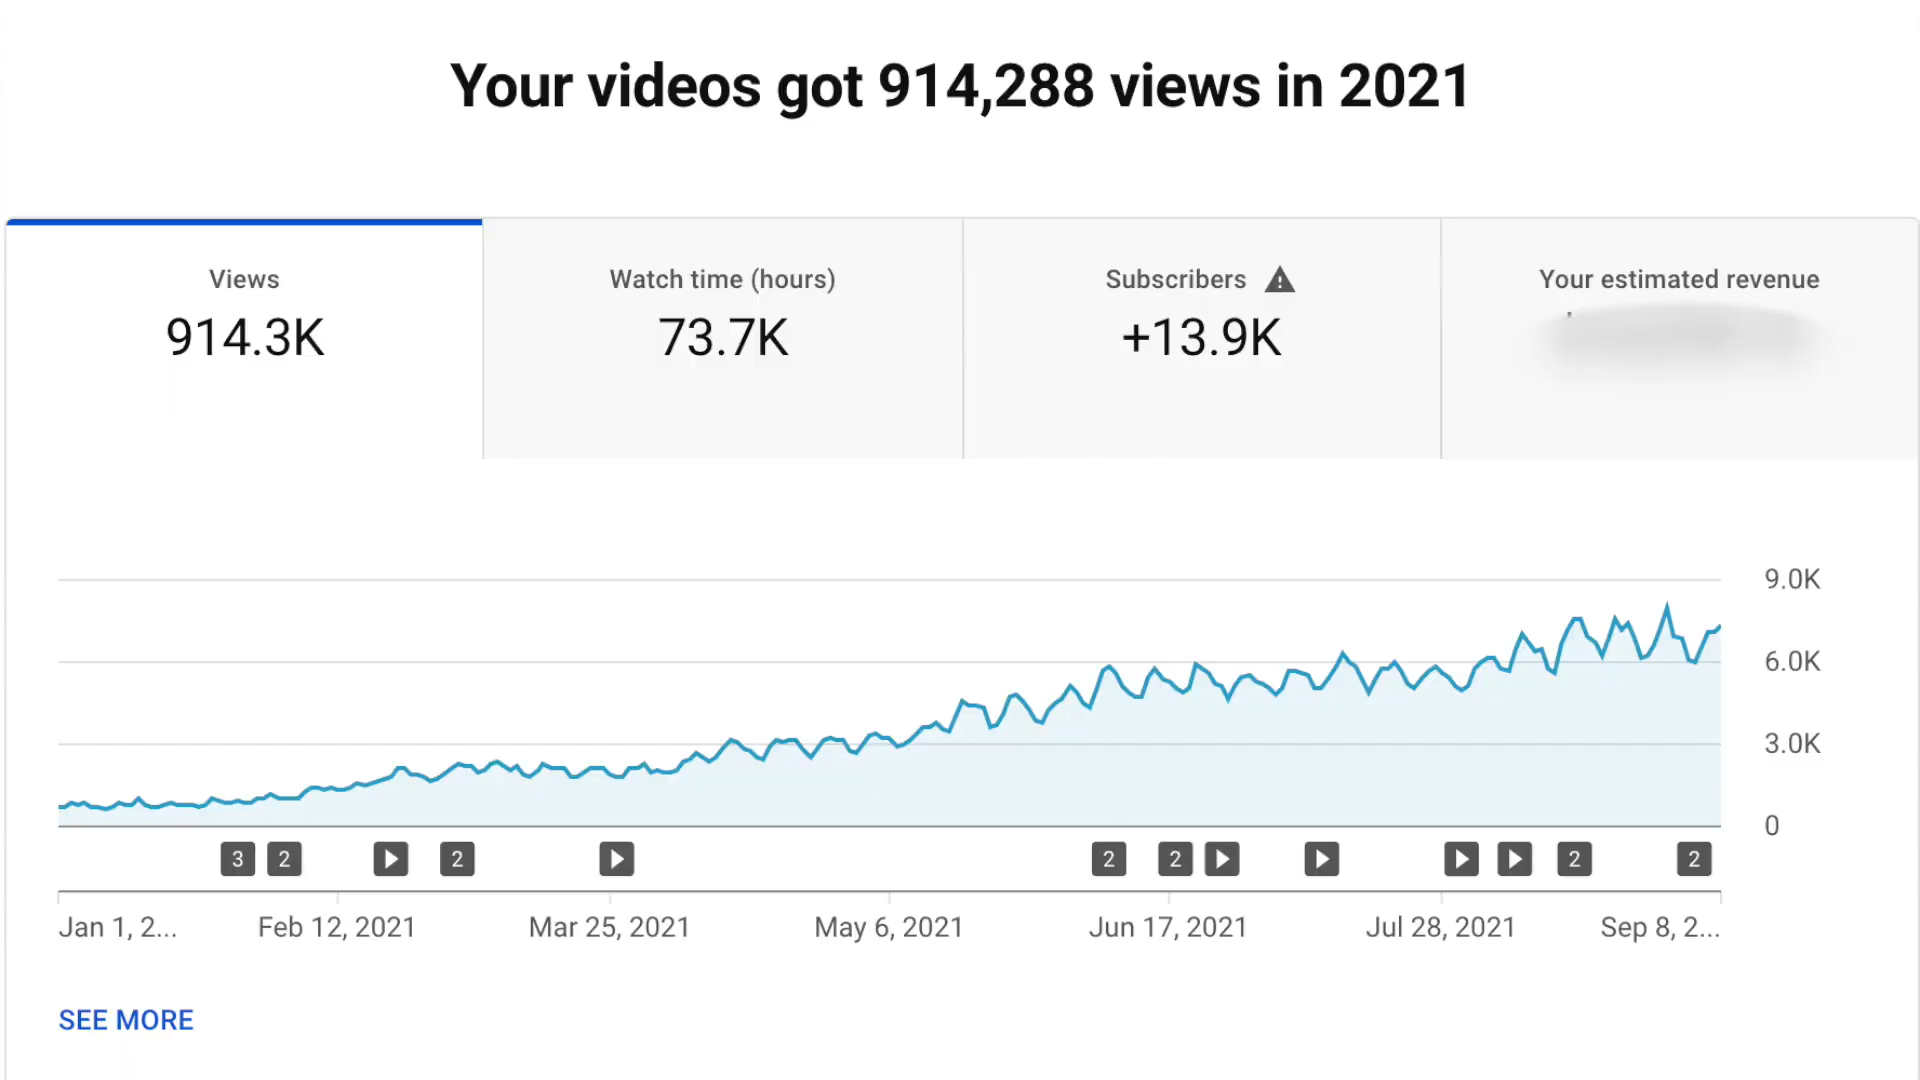 Your videos got 914,288 views in 2021
Views
914.3K
Watch time (hours)
73.7K
Subscribers
+13.9K
Your estimated revenue
9.0K
6.0K
3.0K
0
3 2 2 2 2 2 2
Jan 1, 2... Feb 12, 2021 Mar 25, 2021 May 6, 2021 Jun 17, 2021 Jul 28, 2021 Sep 8, 2...
SEE MORE